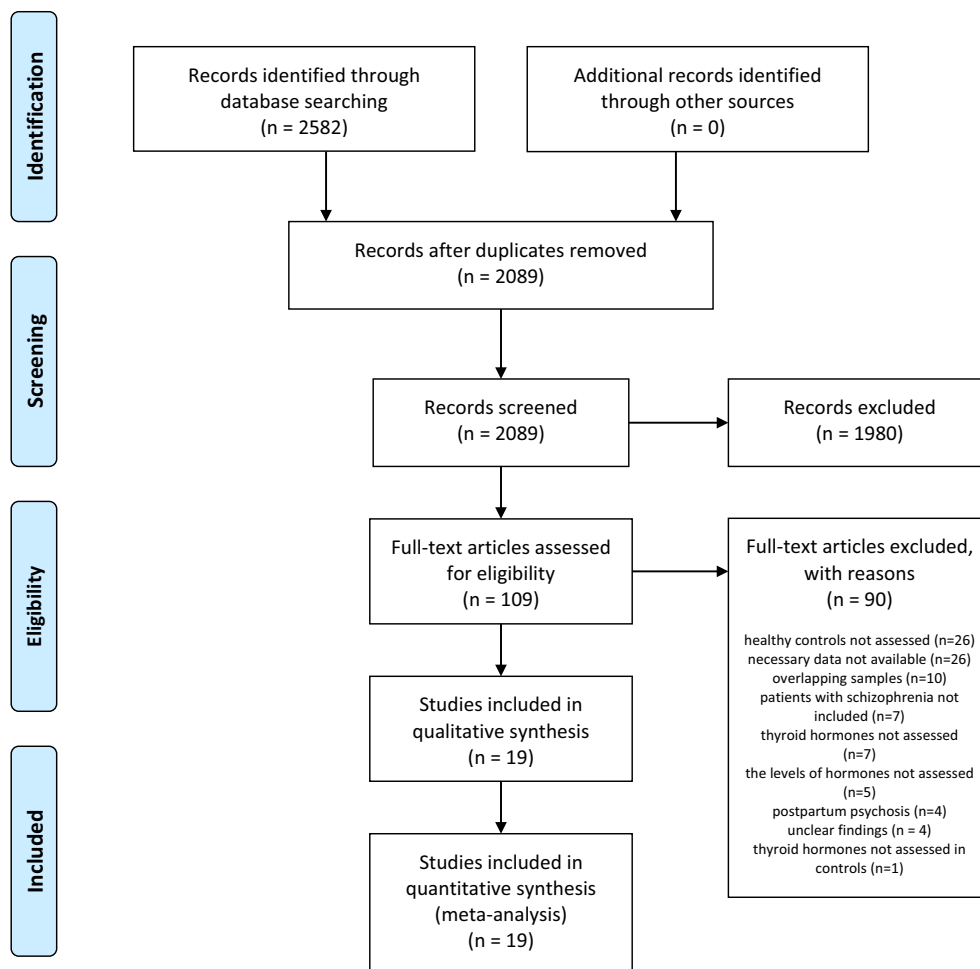 Identification
Records identified through
database searching
(n = 2582)
Additional records identified
through other sources
(n = 0)
Records after duplicates removed
(n = 2089)
Screening
Records screened
(n = 2089)
Records excluded
(n = 1980)
Eligibility
Full-text articles assessed
for eligibility
(n = 109)
Full-text articles excluded,
with reasons
(n = 90)
healthy controls not assessed (n=26)
necessary data not available (n=26)
overlapping samples (n=10)
patients with schizophrenia not
included (n=7)
thyroid hormones not assessed
(n=7)
the levels of hormones not assessed
(n=5)
postpartum psychosis (n=4)
unclear findings (n = 4)
thyroid hormones not assessed in
controls (n=1)
Studies included in
qualitative synthesis
(n = 19)
Included
Studies included in
quantitative synthesis
(meta-analysis)
(n = 19)